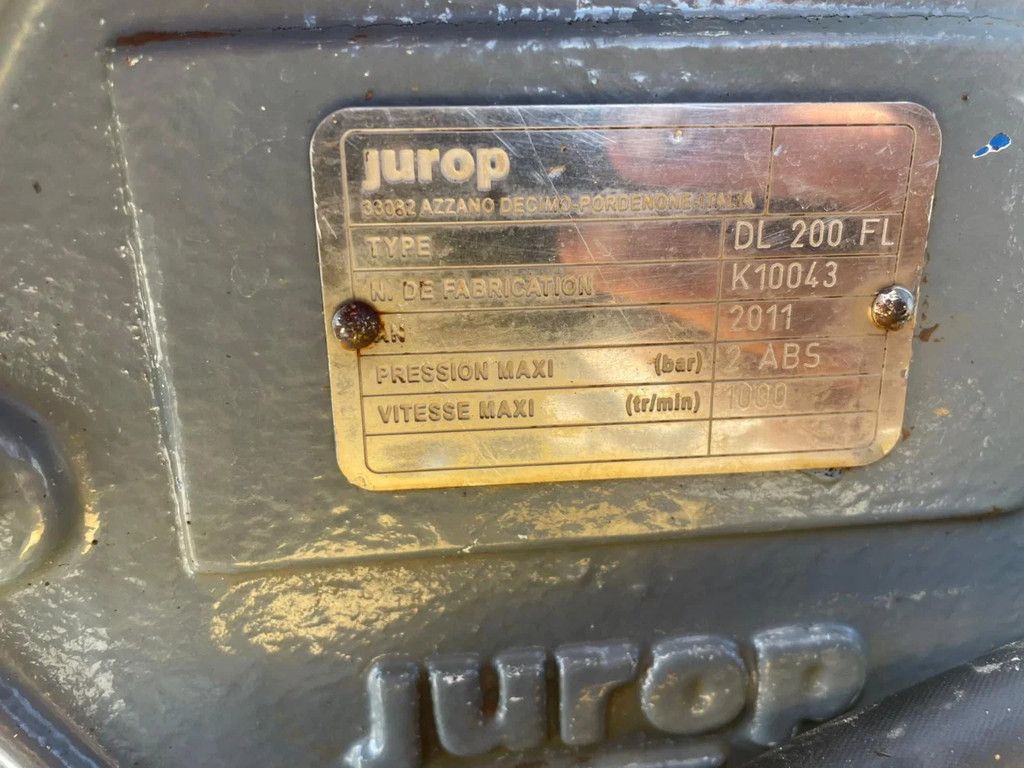 jurop
33082 AZZANO DECIMO-PORDENONE-ITALIA
TYPE DL 200 FL
N. DE FABRICATION K10043
AN 2011
PRESSION MAXI (bar) 2 ABS
VITESSE MAXI (tr/min) 1000
jurop